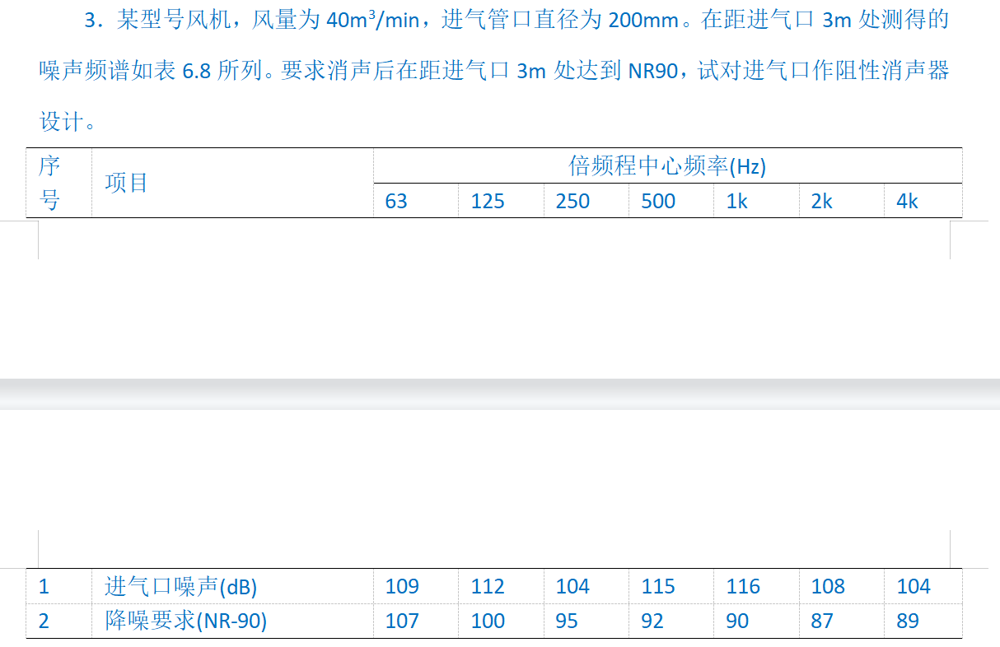 3．某型号风机，风量为 40m³/min，进气管口直径为 200mm。在距进气口 3m 处测得的
噪声频谱如表 6.8 所列。要求消声后在距进气口 3m 处达到 NR90，试对进气口作阻性消声器
设计。
序号 项目 倍频程中心频率(Hz)
63 125 250 500 1k 2k 4k
1 进气口噪声(dB) 109 112 104 115 116 108 104
2 降噪要求(NR-90) 107 100 95 92 90 87 89